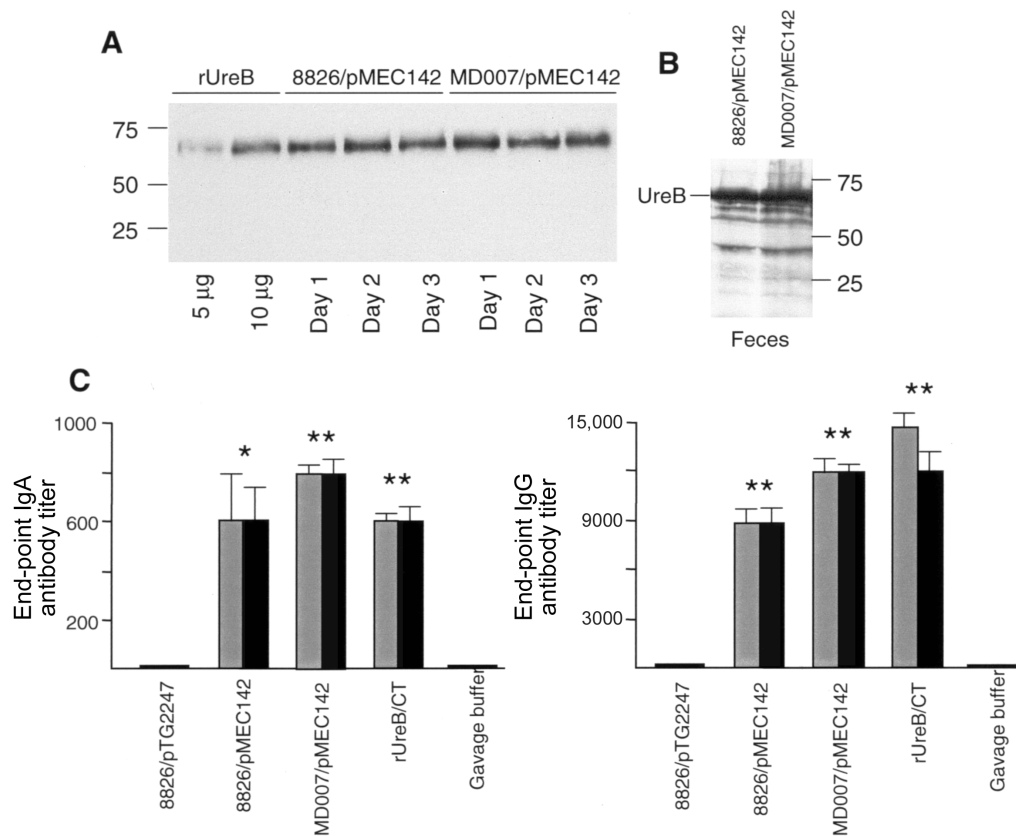 A
rUreB
8826/pMEC142
MD007/pMEC142
75
50
25
5 µg
10 µg
Day 1
Day 2
Day 3
Day 1
Day 2
Day 3
B
8826/pMEC142
MD007/pMEC142
UreB
75
50
25
Feces
C
End-point IgA
antibody titer
1000
600
200
*
**
**
8826/pTG2247
8826/pMEC142
MD007/pMEC142
rUreB/CT
Gavage buffer
End-point IgG
antibody titer
15,000
9000
3000
**
**
**
8826/pTG2247
8826/pMEC142
MD007/pMEC142
rUreB/CT
Gavage buffer